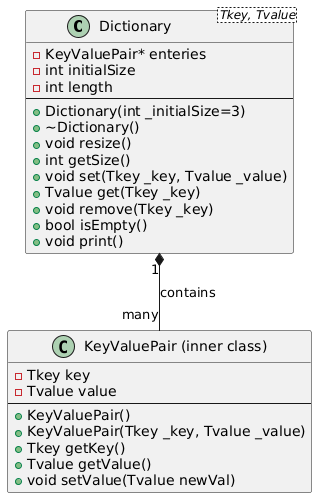 Tkey, Tvalue
C Dictionary
KeyValuePair* enteries
int initialSize
int length
Dictionary(int _initialSize=3)
~Dictionary()
void resize()
int getSize()
void set(Tkey _key, Tvalue _value)
Tvalue get(Tkey _key)
void remove(Tkey _key)
bool isEmpty()
void print()
1
contains
many
C KeyValuePair (inner class)
Tkey key
Tvalue value
KeyValuePair()
KeyValuePair(Tkey _key, Tvalue _value)
Tkey getKey()
Tvalue getValue()
void setValue(Tvalue newVal)